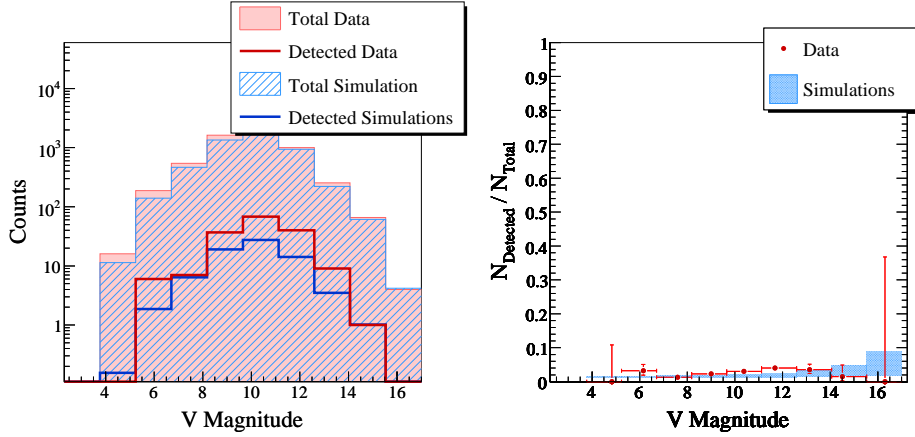 Total Data
Detected Data
Total Simulation
Detected Simulations
10^4
10^3
10^2
10
1
Counts
4 6 8 10 12 14 16
V Magnitude
Data
Simulations
1
0.9
0.8
0.7
0.6
0.5
0.4
0.3
0.2
0.1
0
N_Detected / N_Total
4 6 8 10 12 14 16
V Magnitude